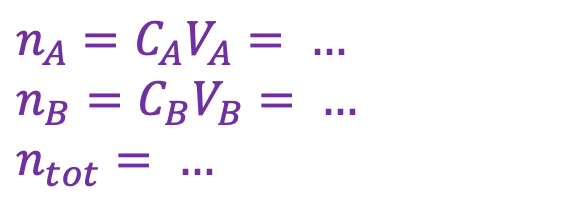 n_A = C_A V_A = ...
n_B = C_B V_B = ...
n_tot = ...